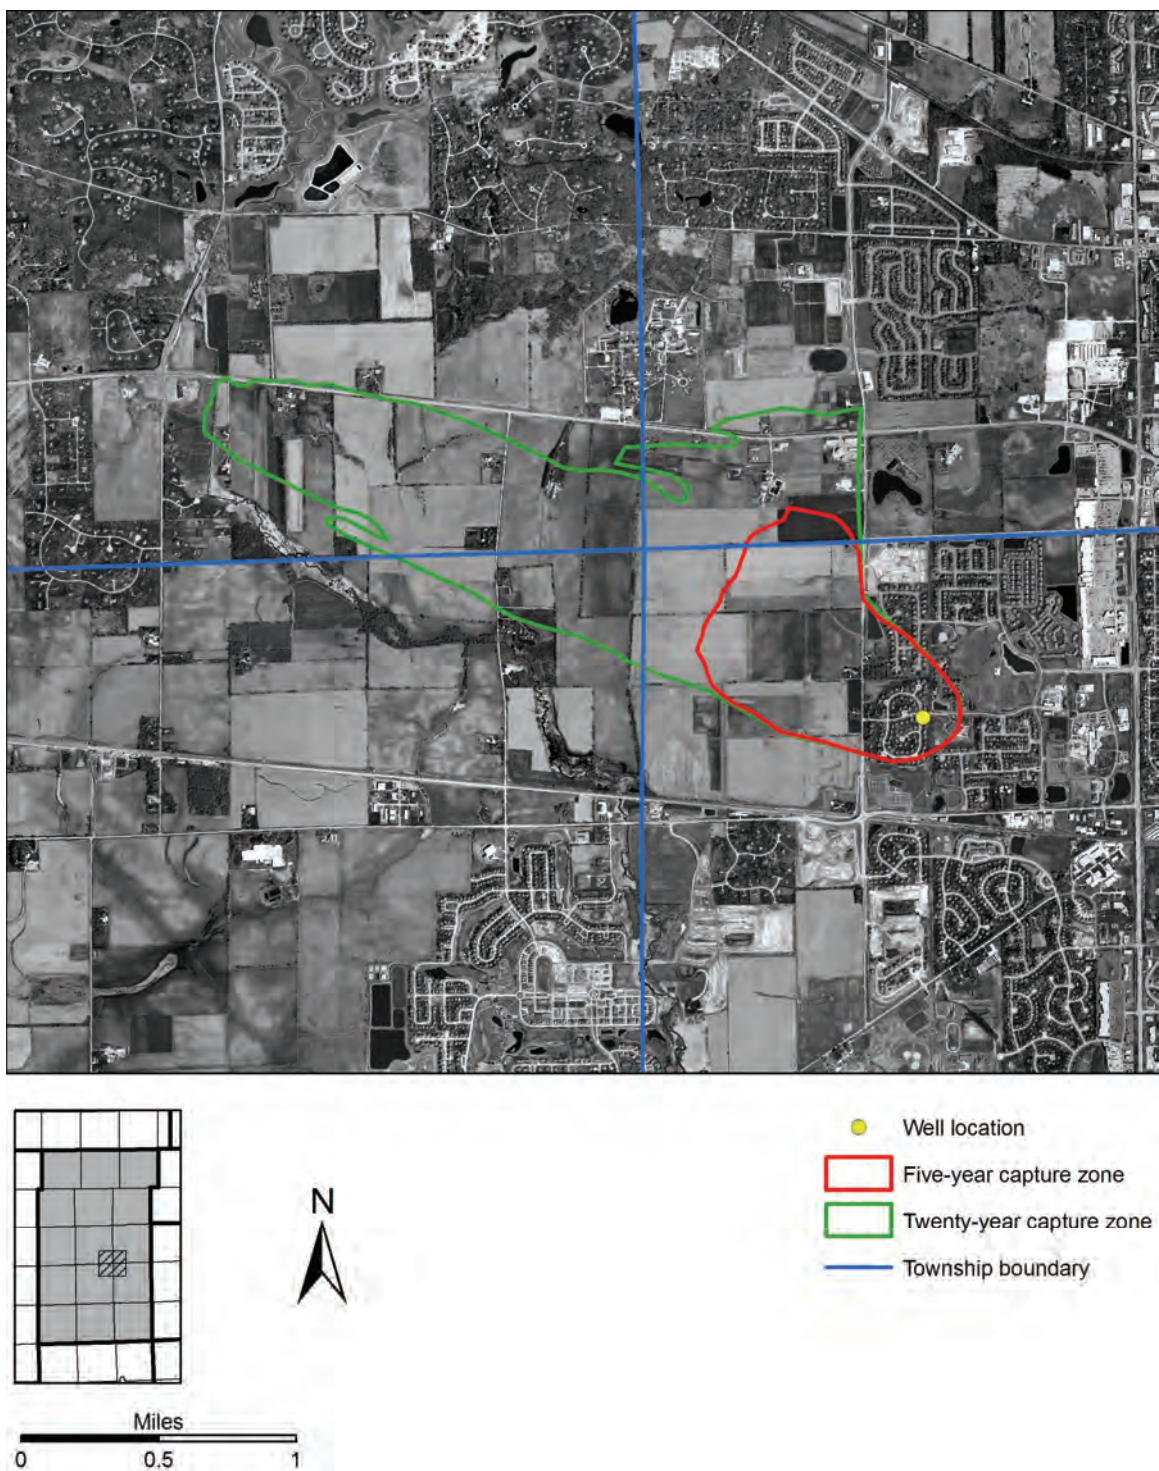 N
Well location
Five-year capture zone
Twenty-year capture zone
Township boundary
Miles
0 0.5 1